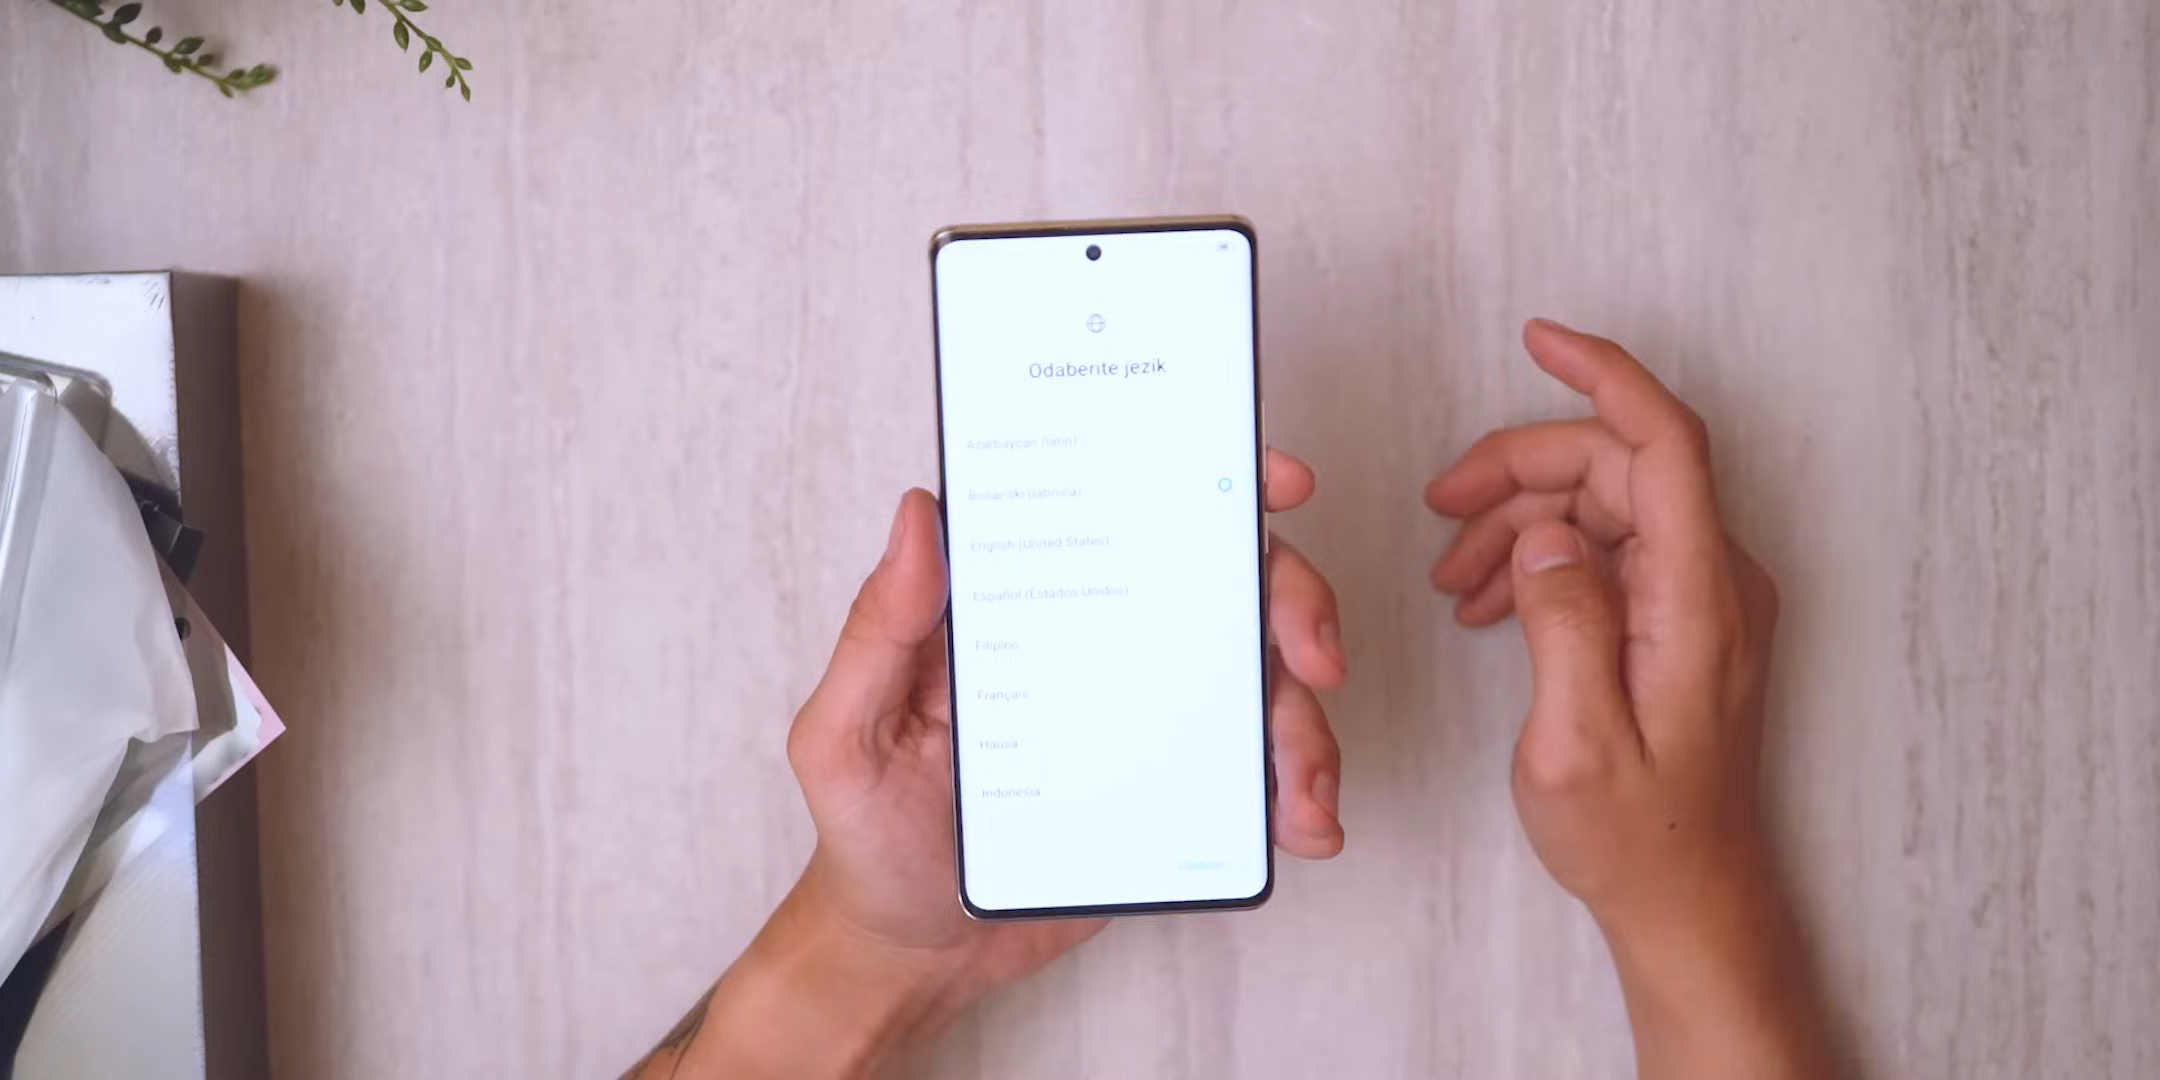 Odaberite jezik
Azərbaycan (latın)
Bosanski (latinica)
English (United States)
Español (Estados Unidos)
Filipino
Français
Hausa
Indonesia